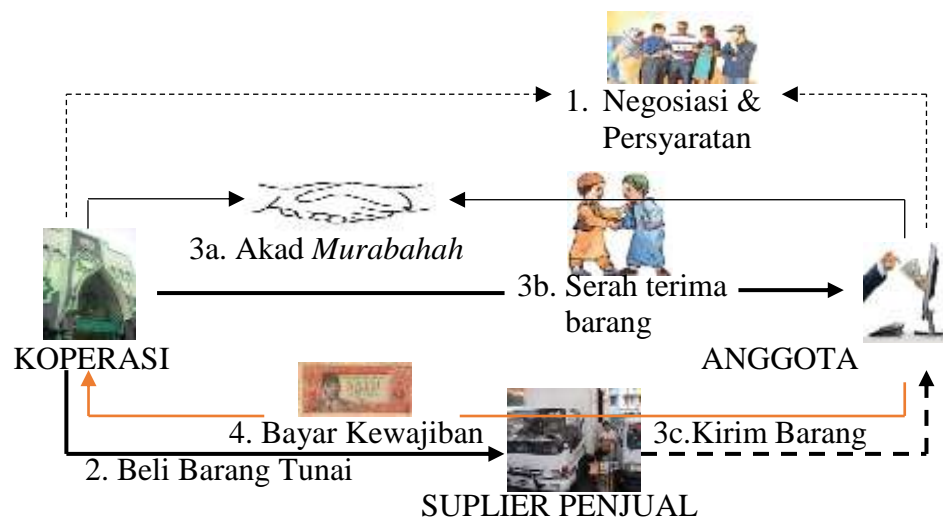 1. Negosiasi &
Persyaratan
3a. Akad Murabahah
3b. Serah terima
barang
KOPERASI
ANGGOTA
4. Bayar Kewajiban
3c.Kirim Barang
2. Beli Barang Tunai
SUPLIER PENJUAL